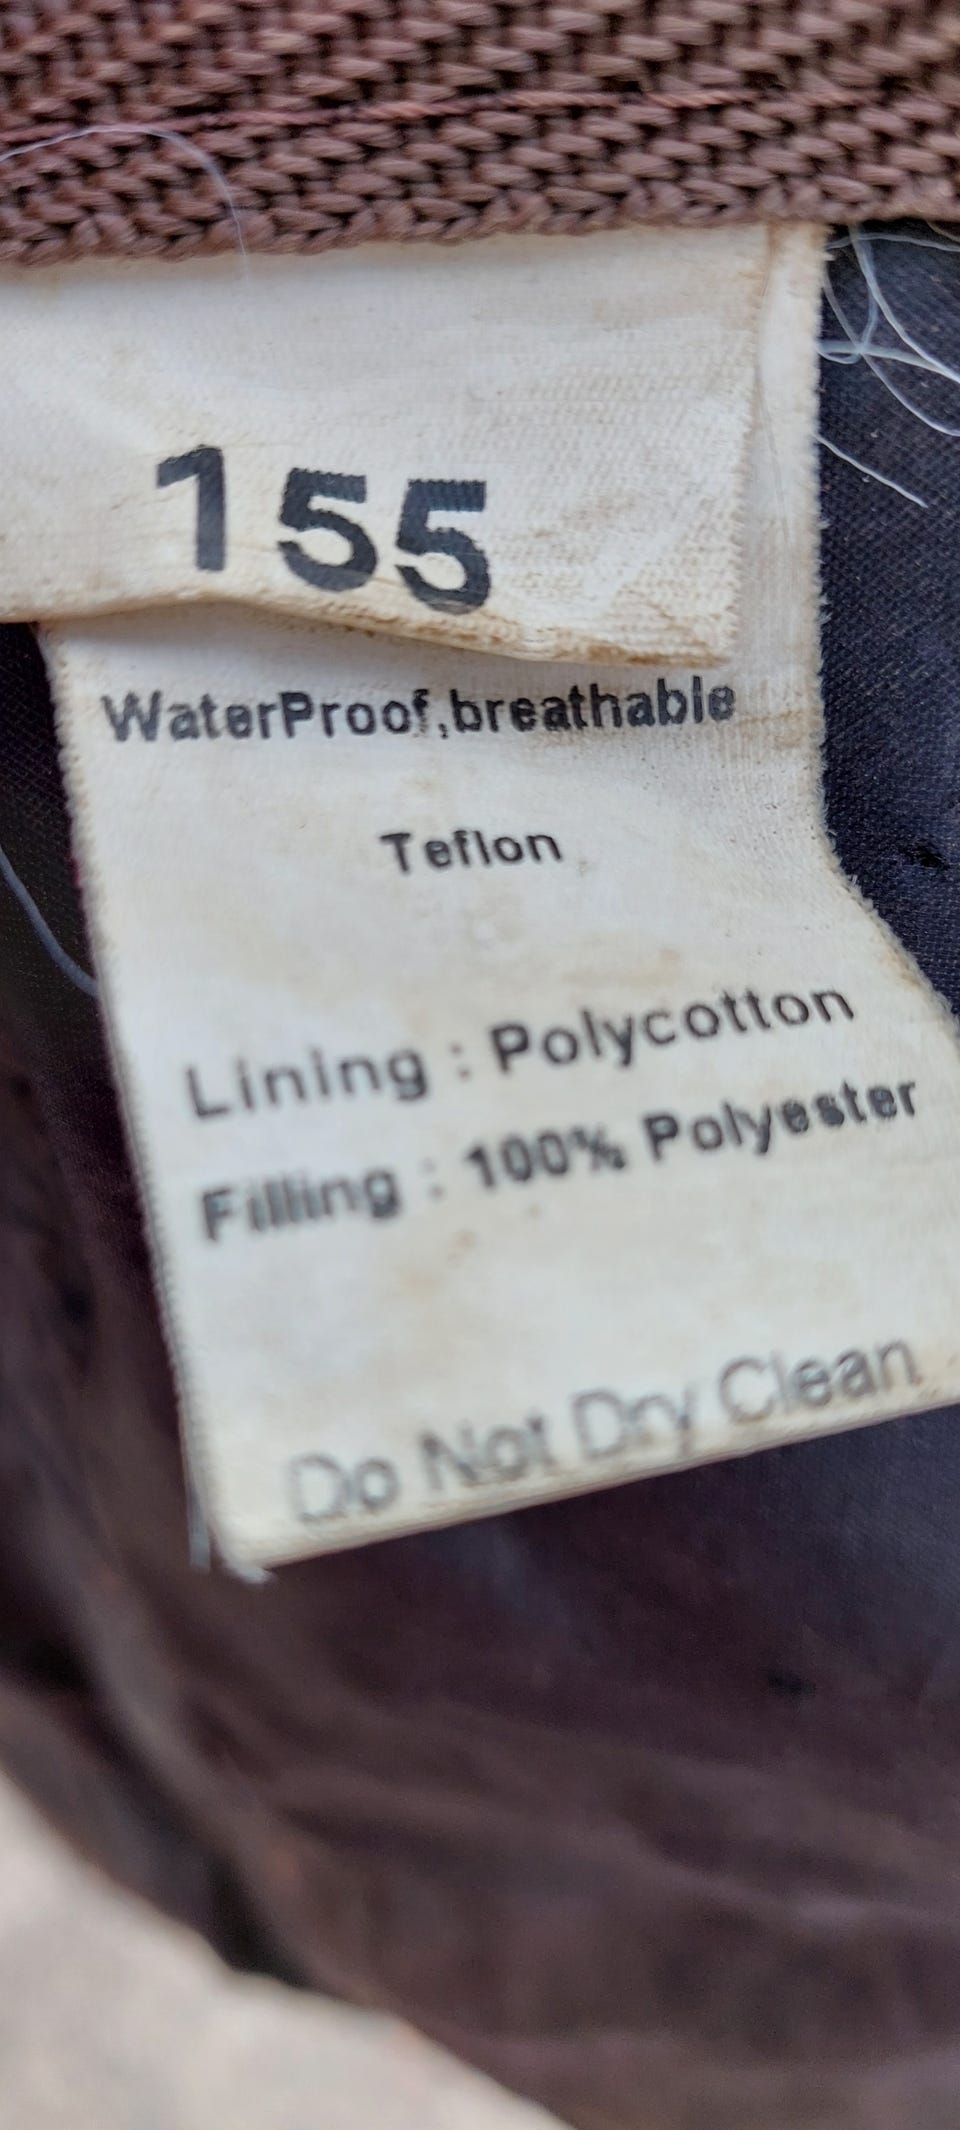 155
WaterProof,breathable
Teflon
Lining : Polycotton
Filling : 100% Polyester
Do Not Dry Clean